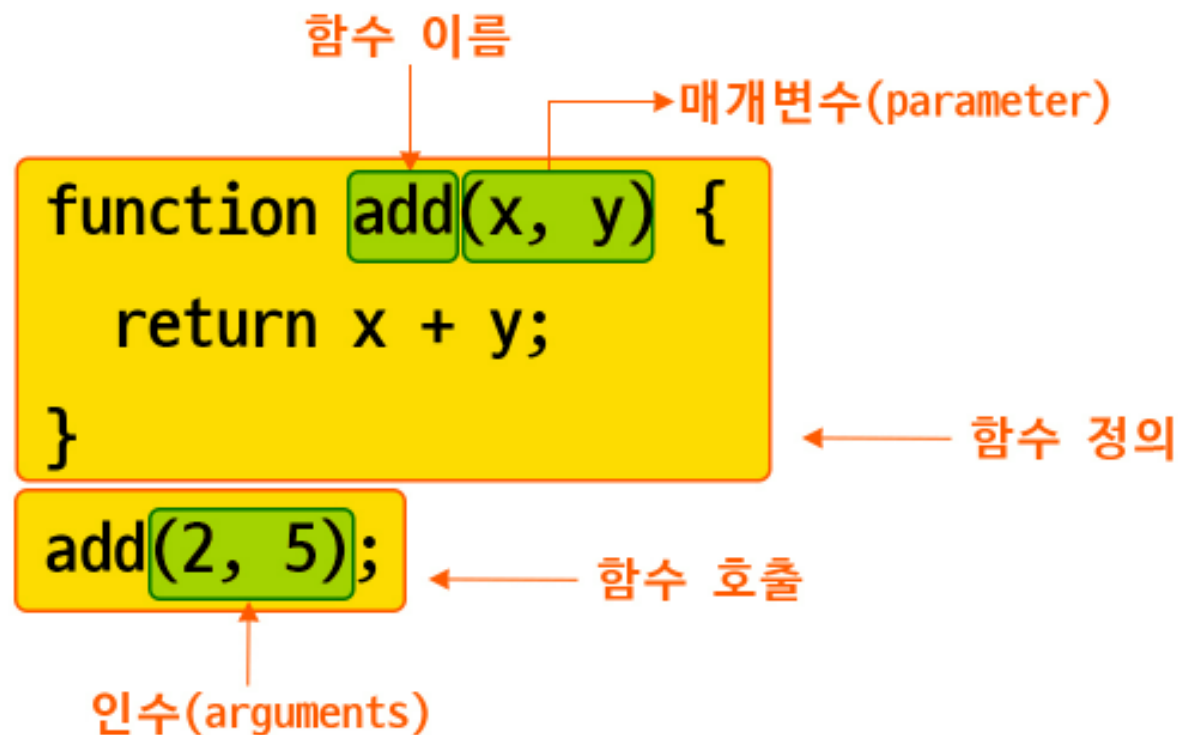 함수 이름
매개변수(parameter)
function add(x, y) {
return x + y;
}
함수 정의
add(2, 5);
함수 호출
인수(arguments)